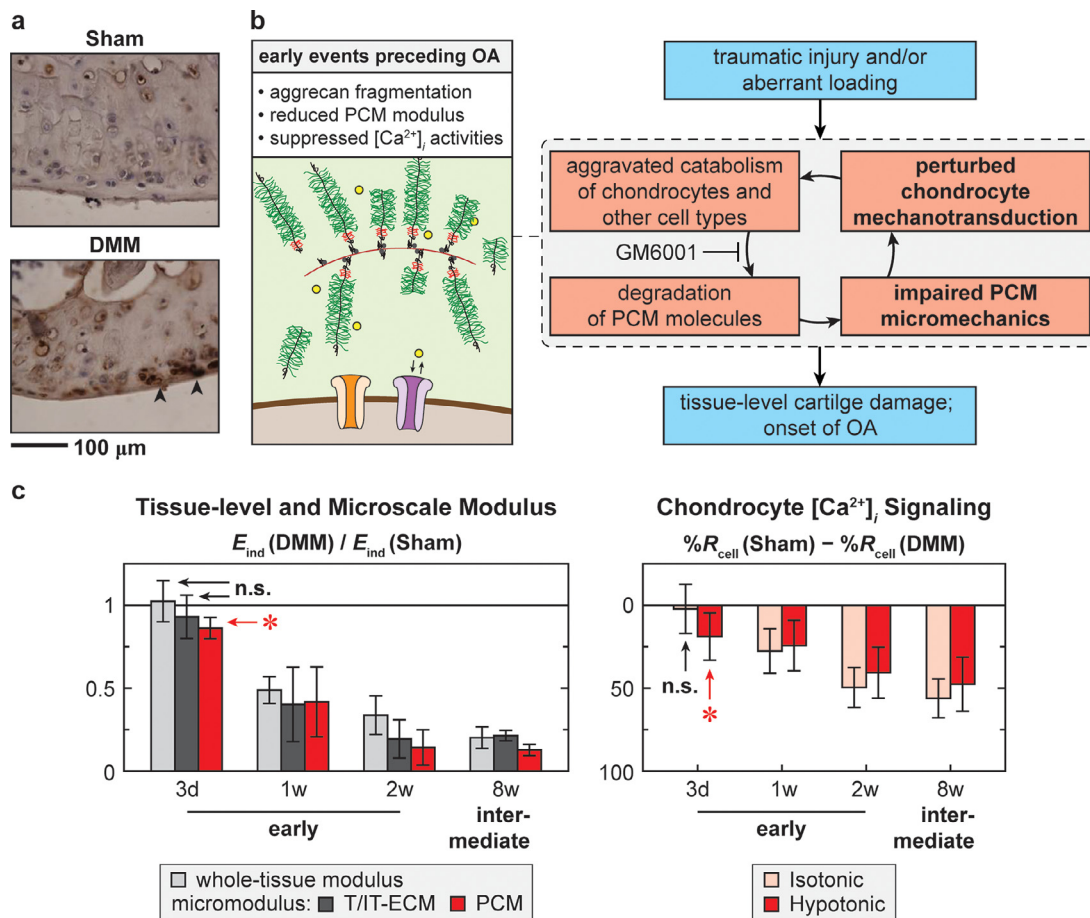 a
Sham
DMM
100 μm
b
early events preceding OA
• aggrecan fragmentation
• reduced PCM modulus
• suppressed [Ca²⁺]ᵢ activities
traumatic injury and/or
aberrant loading
aggravated catabolism
of chondrocytes and
other cell types
perturbed
chondrocyte
mechanotransduction
GM6001
degradation
of PCM molecules
impaired PCM
micromechanics
tissue-level cartilge damage;
onset of OA
c
Tissue-level and Microscale Modulus
E_ind (DMM) / E_ind (Sham)
n.s.
*
1
0.5
0
3d
1w
2w
8w
early
inter-
mediate
whole-tissue modulus
micromodulus: T/IT-ECM PCM
Chondrocyte [Ca²⁺]ᵢ Signaling
%R_cell (Sham) − %R_cell (DMM)
0
50
100
n.s.
*
3d
1w
2w
8w
early
inter-
mediate
Isotonic
Hypotonic